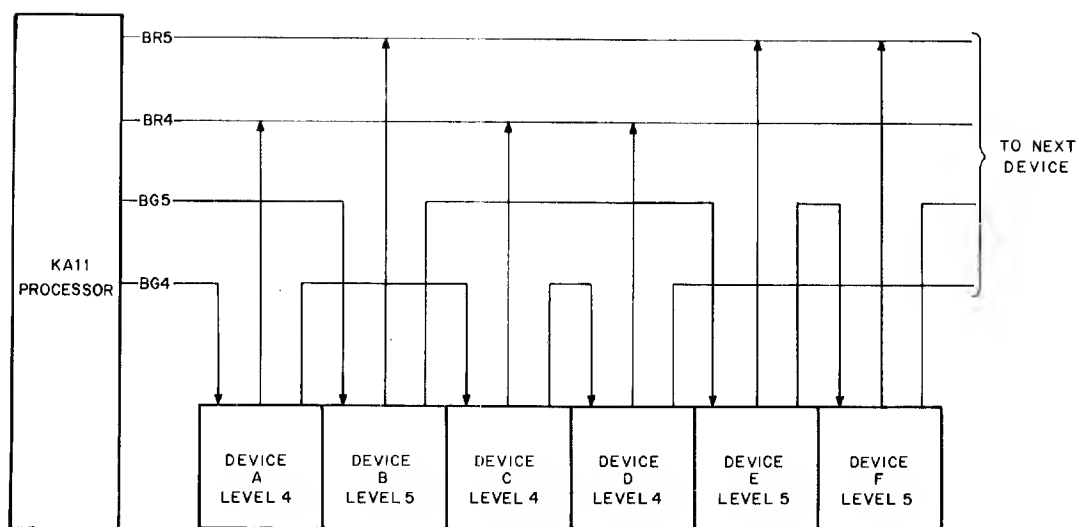 BR5
BR4
BG5
BG4
KA11
PROCESSOR
TO NEXT
DEVICE
DEVICE
A
LEVEL 4
DEVICE
B
LEVEL 5
DEVICE
C
LEVEL 4
DEVICE
D
LEVEL 4
DEVICE
E
LEVEL 5
DEVICE
F
LEVEL 5